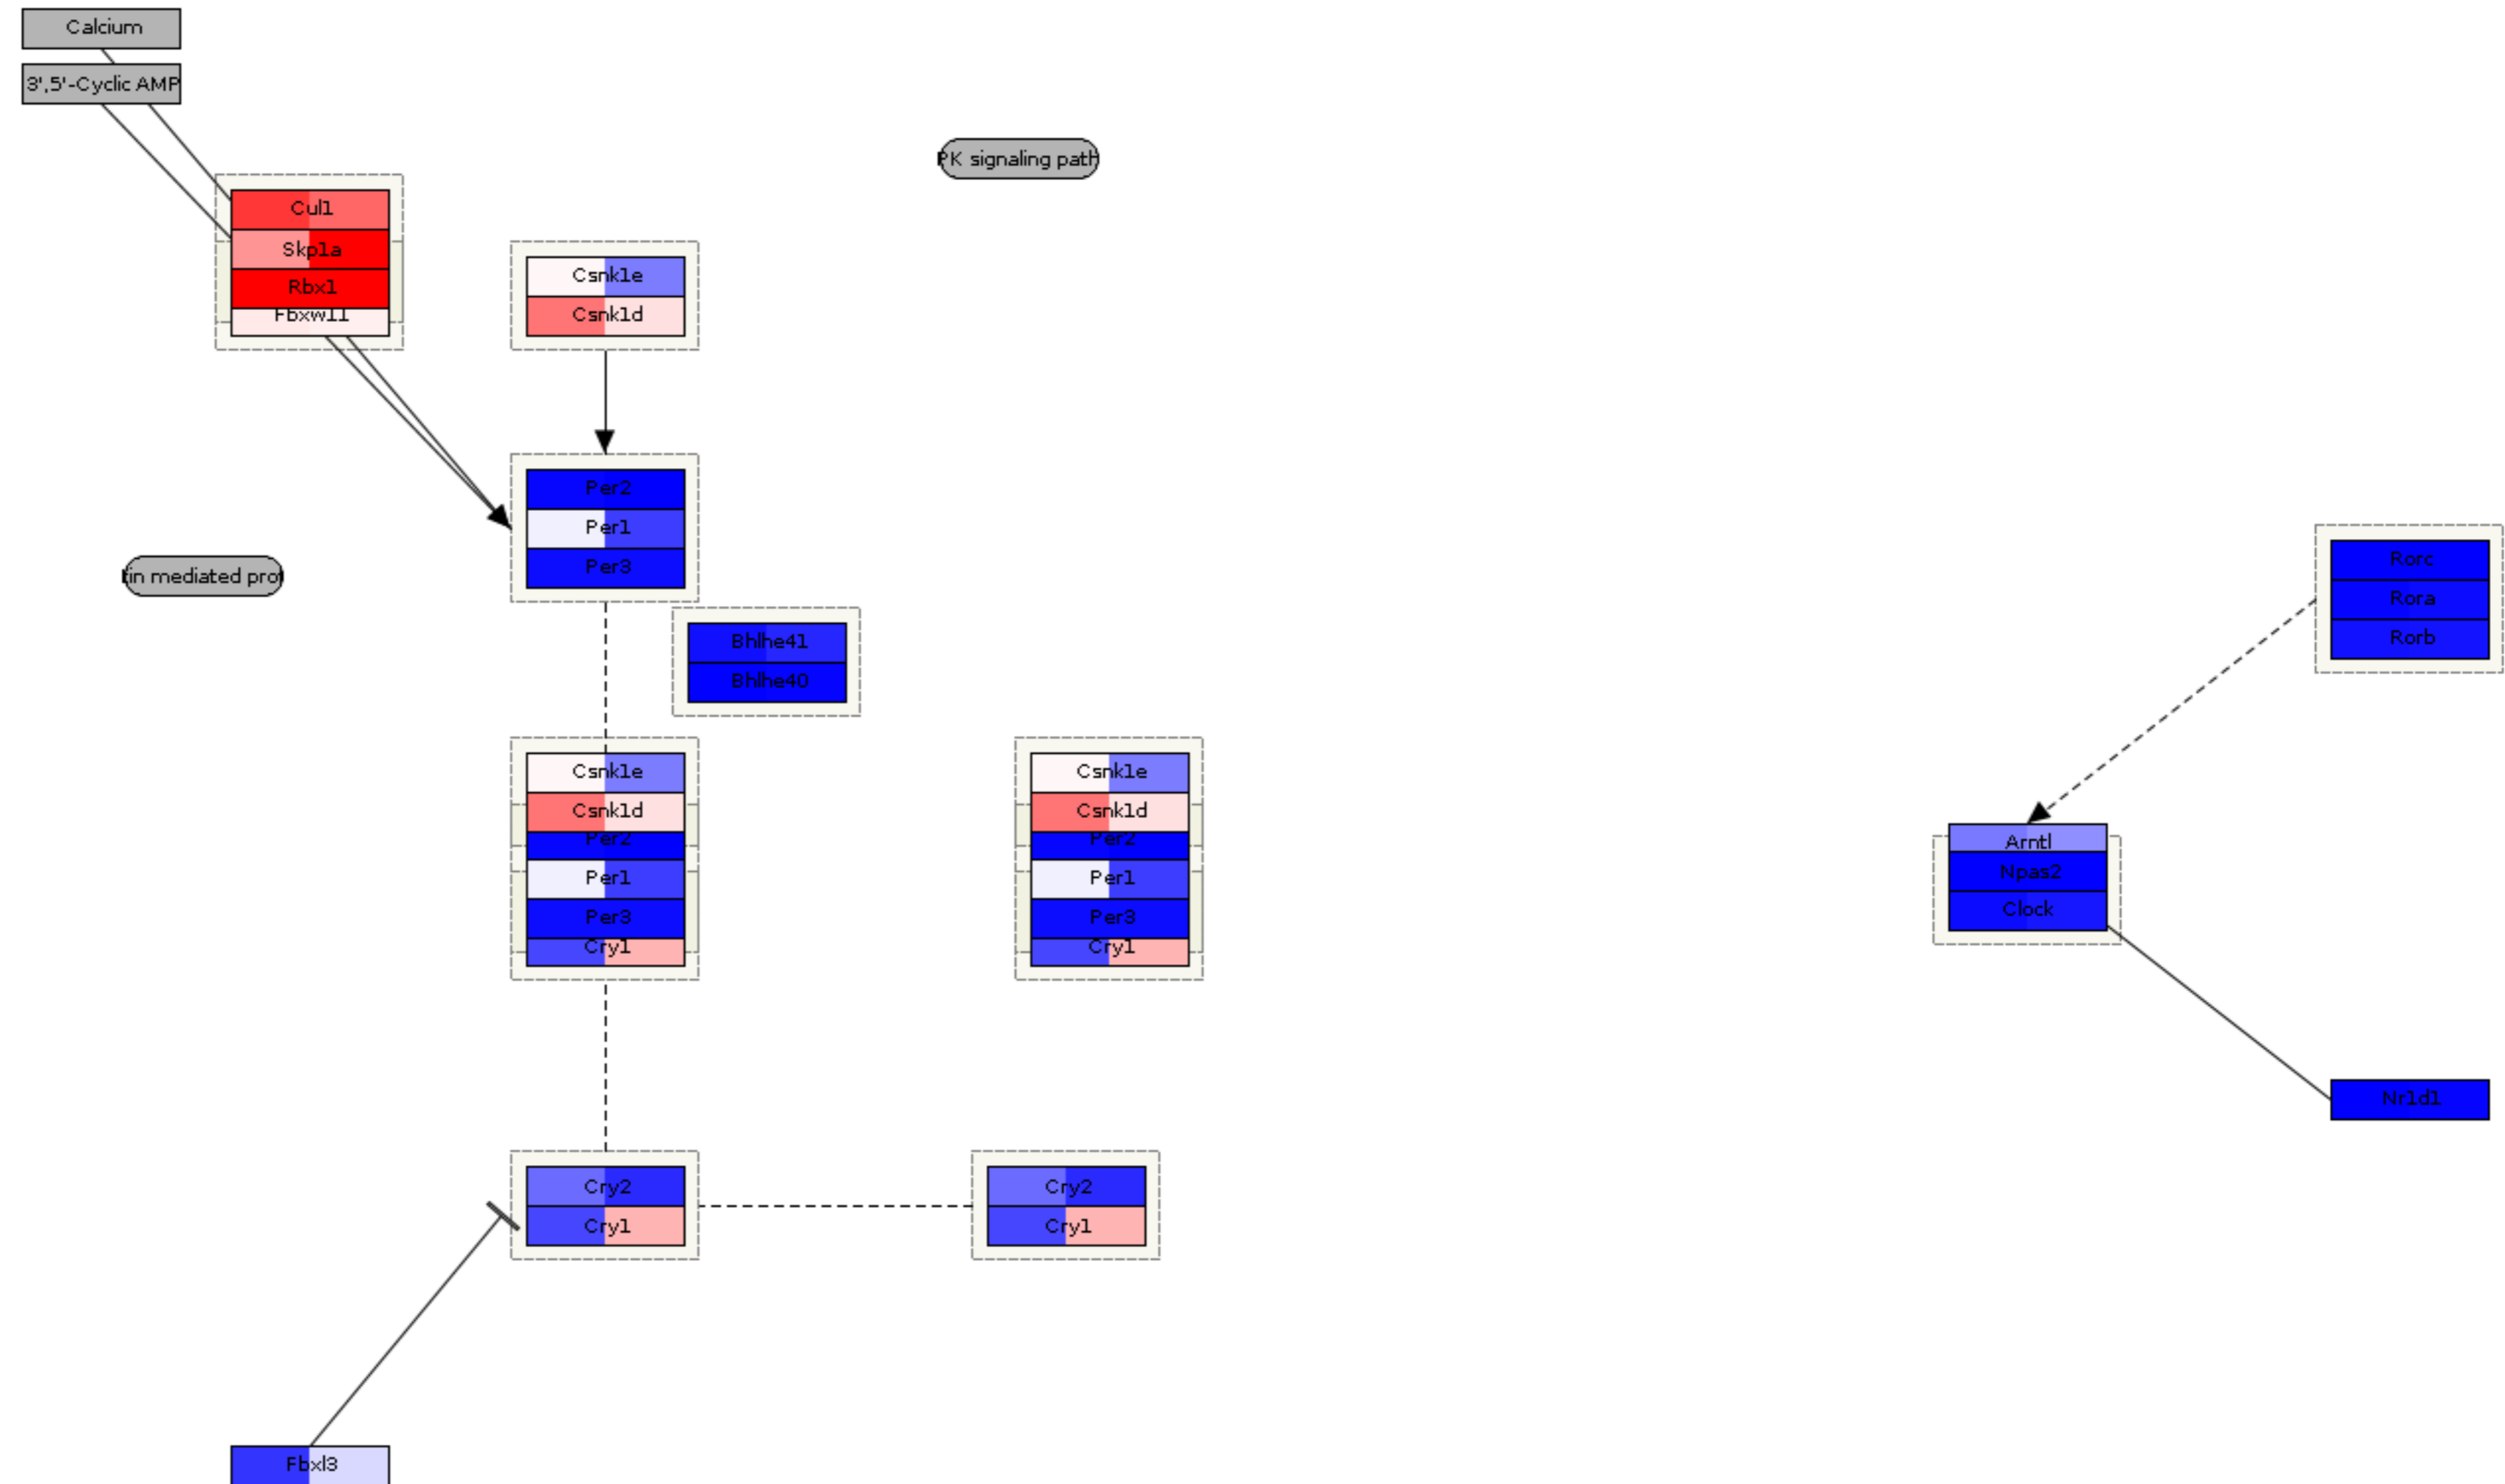 Calcium
3',5'-Cyclic AMP
PK signaling path
Cul1
Skp1a
Rbx1
Fbxw11
Csnk1e
Csnk1d
Per2
Per1
Per3
tin mediated prot
Bhlhe41
Bhlhe40
Rorc
Rora
Rorb
Csnk1e
Csnk1d
Per2
Per1
Per3
Cry1
Csnk1e
Csnk1d
Per2
Per1
Per3
Cry1
Arntl
Npas2
Clock
Nr1d1
Cry2
Cry1
Cry2
Cry1
Fbxl3